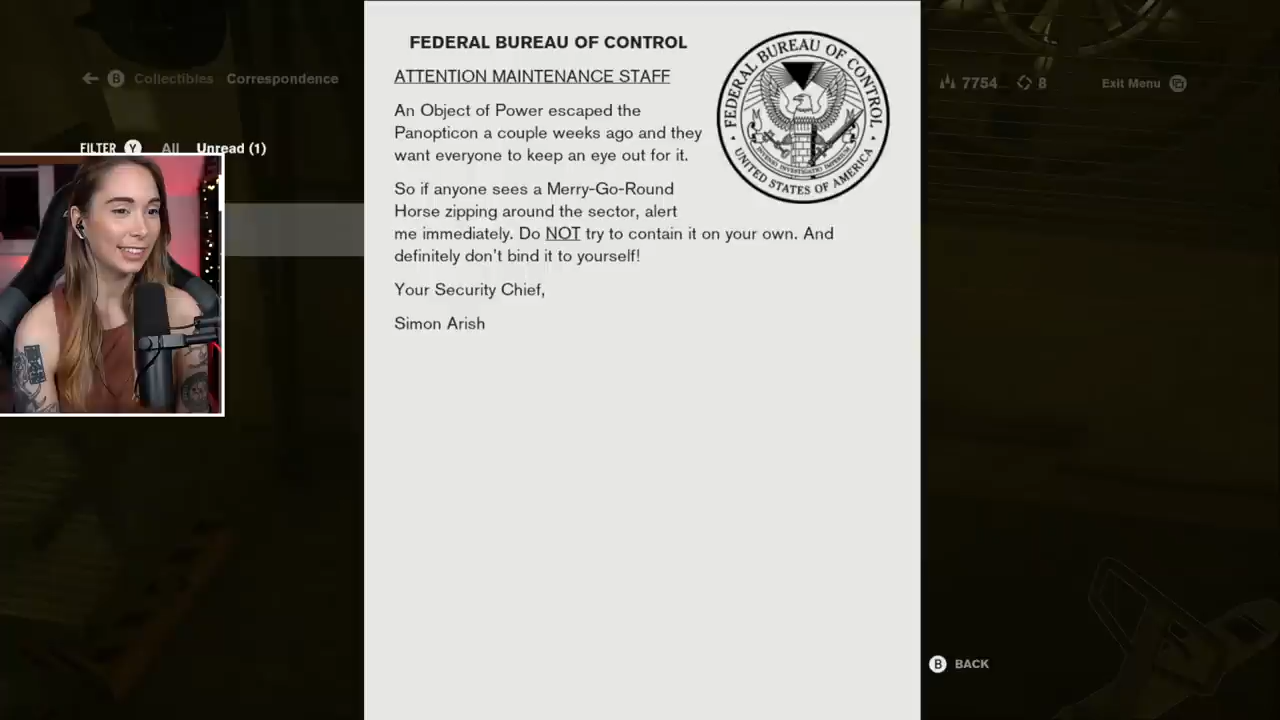 FEDERAL BUREAU OF CONTROL
ATTENTION MAINTENANCE STAFF
An Object of Power escaped the
Panopticon a couple weeks ago and they
want everyone to keep an eye out for it.
So if anyone sees a Merry-Go-Round
Horse zipping around the sector, alert
me immediately. Do NOT try to contain it on your own. And
definitely don't bind it to yourself!
Your Security Chief,
Simon Arish
FEDERAL BUREAU OF CONTROL
UNITED STATES OF AMERICA
B Collectibles Correspondence
FILTER Y All Unread (1)
7754 8 Exit Menu
B BACK